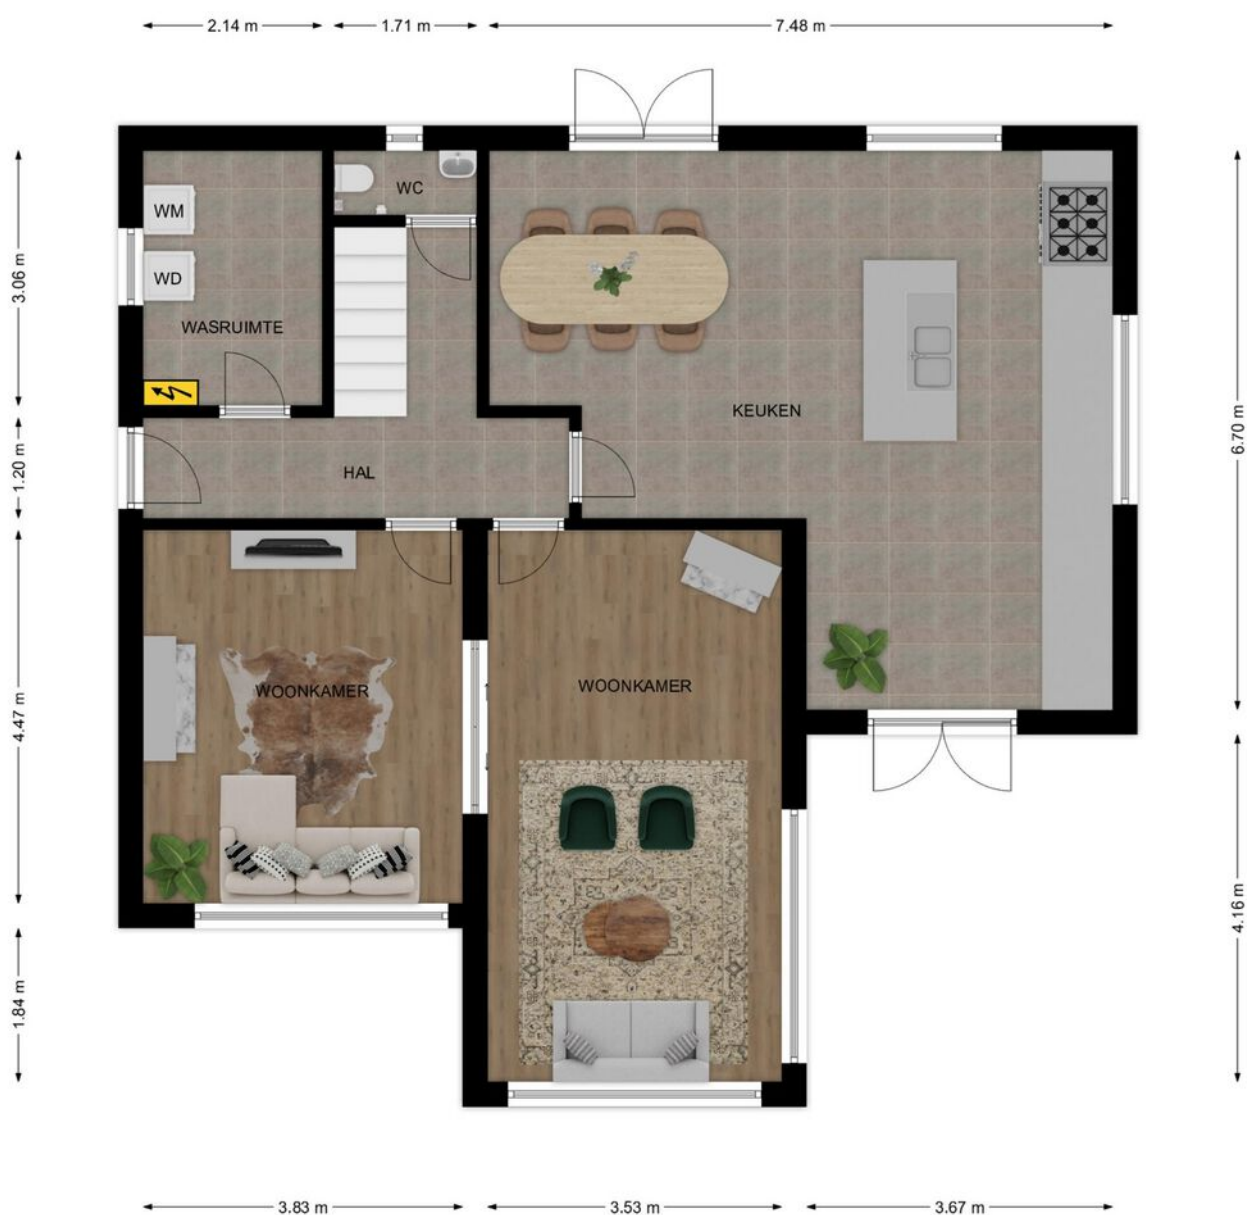 2.14 m 1.71 m 7.48 m
WC
WM
3.06 m
WD
WASRUIMTE
KEUKEN
6.70 m
1.20 m
HAL
4.47 m
WOONKAMER
WOONKAMER
4.16 m
1.84 m
3.83 m 3.53 m 3.67 m